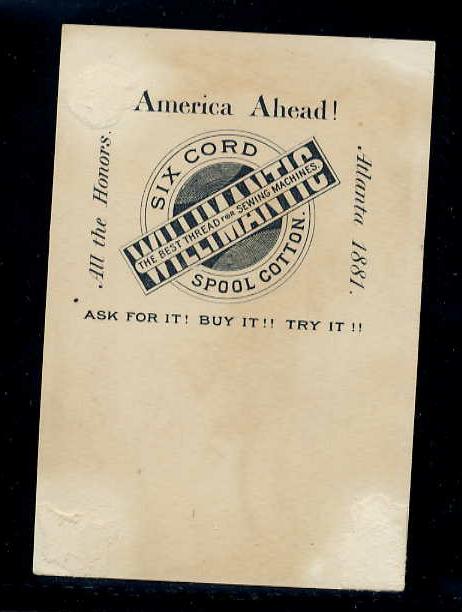 America Ahead!
All the Honors.
Atlanta 1881.
SIX CORD
WILLIMANTIC
THE BEST THREAD FOR SEWING MACHINES.
SPOOL COTTON.
ASK FOR IT! BUY IT!! TRY IT!!